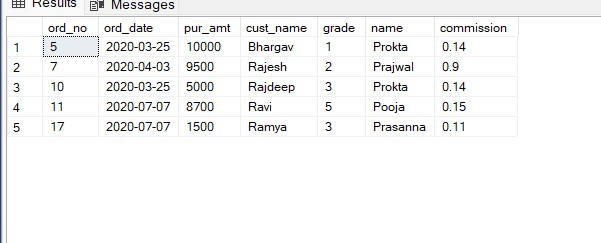 Results Messages
ord_no ord_date pur_amt cust_name grade name commission
1 5 2020-03-25 10000 Bhargav 1 Prokta 0.14
2 7 2020-04-03 9500 Rajesh 2 Prajwal 0.9
3 10 2020-03-25 5000 Rajdeep 3 Prokta 0.14
4 11 2020-07-07 8700 Ravi 5 Pooja 0.15
5 17 2020-07-07 1500 Ramya 3 Prasanna 0.11